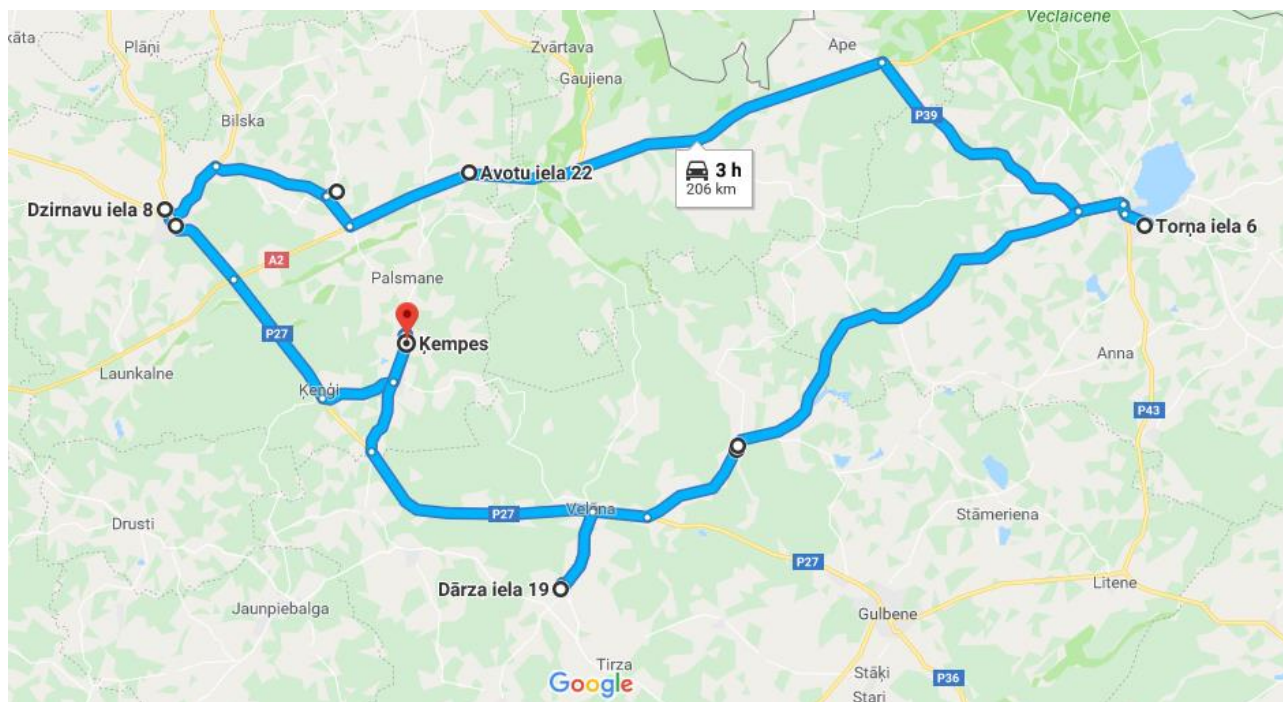 Veclaicene
kāta
Plāņi
Zvārtava
Ape
Gaujiena
P39
Bilska
3 h
206 km
Avotu iela 22
Dzirnavu iela 8
Torņa iela 6
A2
Palsmane
P27
Ķempes
Launkalne
Ķeņģi
Anna
P43
Velēna
P27
Drusti
Stāmeriena
P27
Dārza iela 19
Litene
Jaunpiebalga
Gulbene
Tirza
Google
Stāķi
P36
Stari